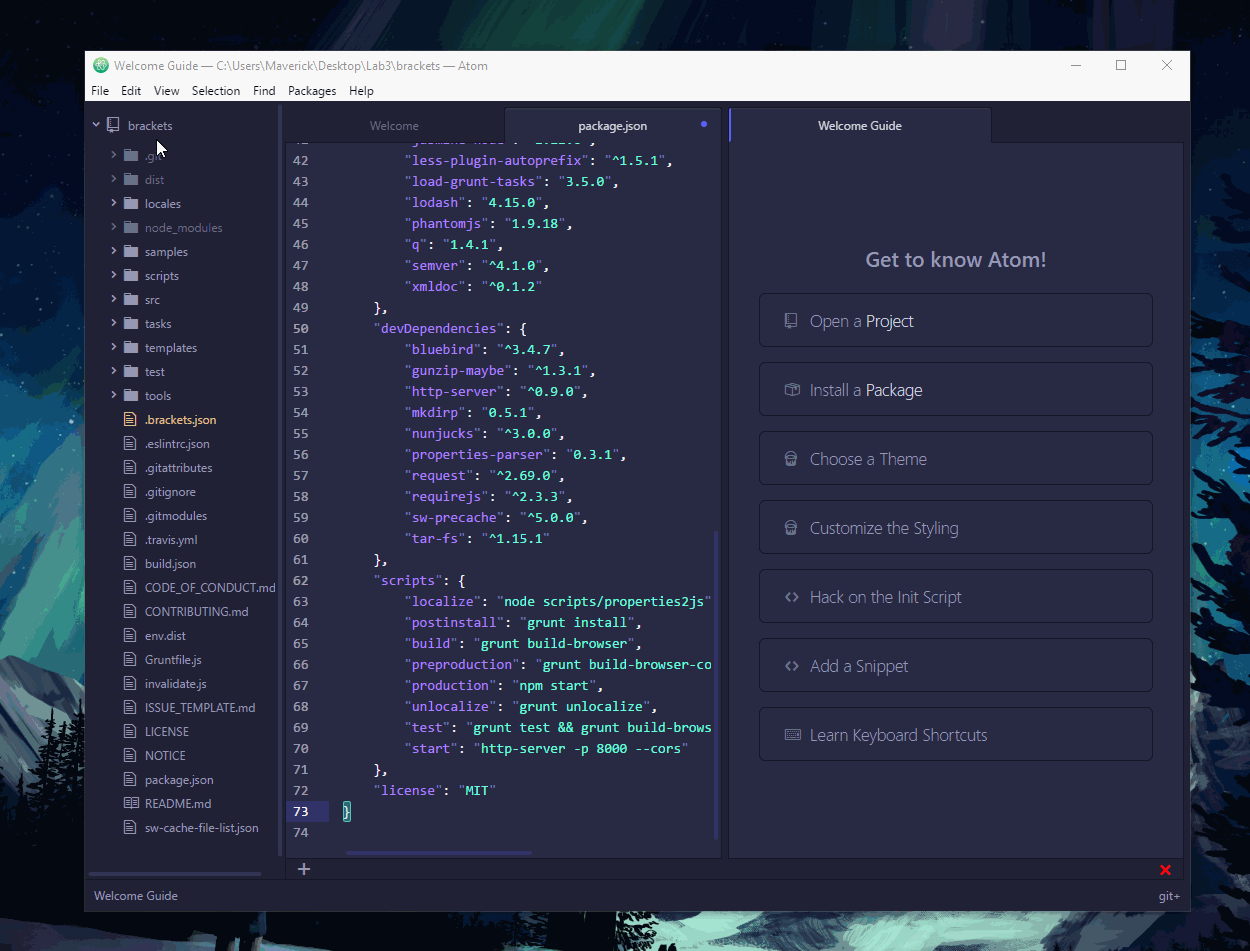 Welcome Guide — C:\Users\Maverick\Desktop\Lab3\brackets — Atom
File Edit View Selection Find Packages Help
brackets
.git
dist
locales
node_modules
samples
scripts
src
tasks
templates
test
tools
.brackets.json
.eslintrc.json
.gitattributes
.gitignore
.gitmodules
.travis.yml
build.json
CODE_OF_CONDUCT.md
CONTRIBUTING.md
env.dist
Gruntfile.js
invalidate.js
ISSUE_TEMPLATE.md
LICENSE
NOTICE
package.json
README.md
sw-cache-file-list.json
Welcome package.json
42 "less-plugin-autoprefix": "^1.5.1",
43 "load-grunt-tasks": "3.5.0",
44 "lodash": "4.15.0",
45 "phantomjs": "1.9.18",
46 "q": "1.4.1",
47 "semver": "^4.1.0",
48 "xmldoc": "^0.1.2"
49 },
50 "devDependencies": {
51 "bluebird": "^3.4.7",
52 "gunzip-maybe": "^1.3.1",
53 "http-server": "^0.9.0",
54 "mkdirp": "0.5.1",
55 "nunjucks": "^3.0.0",
56 "properties-parser": "0.3.1",
57 "request": "^2.69.0",
58 "requirejs": "^2.3.3",
59 "sw-precache": "^5.0.0",
60 "tar-fs": "^1.15.1"
61 },
62 "scripts": {
63 "localize": "node scripts/properties2js"
64 "postinstall": "grunt install",
65 "build": "grunt build-browser",
66 "preproduction": "grunt build-browser-co
67 "production": "npm start",
68 "unlocalize": "grunt unlocalize",
69 "test": "grunt test && grunt build-brows
70 "start": "http-server -p 8000 --cors"
71 },
72 "license": "MIT"
73 }
74
Welcome Guide
Get to know Atom!
Open a Project
Install a Package
Choose a Theme
Customize the Styling
Hack on the Init Script
Add a Snippet
Learn Keyboard Shortcuts
Welcome Guide
git+